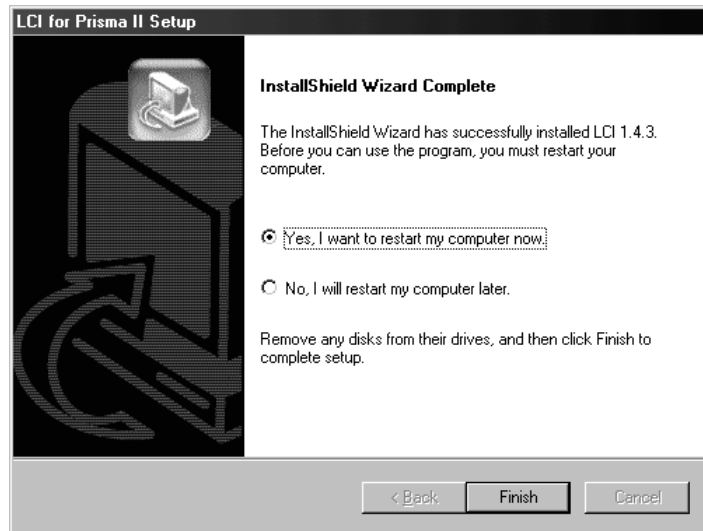 LCI for Prisma II Setup
InstallShield Wizard Complete
The InstallShield Wizard has successfully installed LCI 1.4.3.
Before you can use the program, you must restart your
computer.
Yes, I want to restart my computer now.
No, I will restart my computer later.
Remove any disks from their drives, and then click Finish to
complete setup.
< Back Finish Cancel